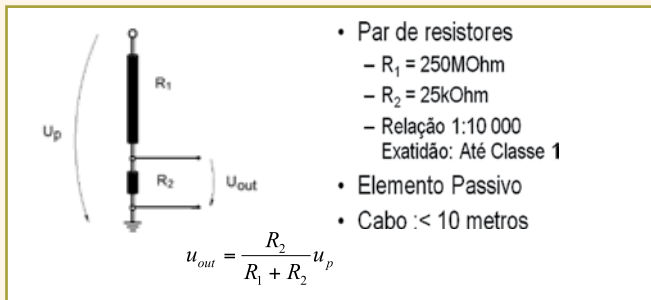 R₁
Uₚ
R₂
Uₒᵤₜ
u_out = R₂ / (R₁ + R₂) uₚ
• Par de resistores
– R₁ = 250MOhm
– R₂ = 25kOhm
– Relação 1:10 000
Exatidão: Até Classe 1
• Elemento Passivo
• Cabo :< 10 metros